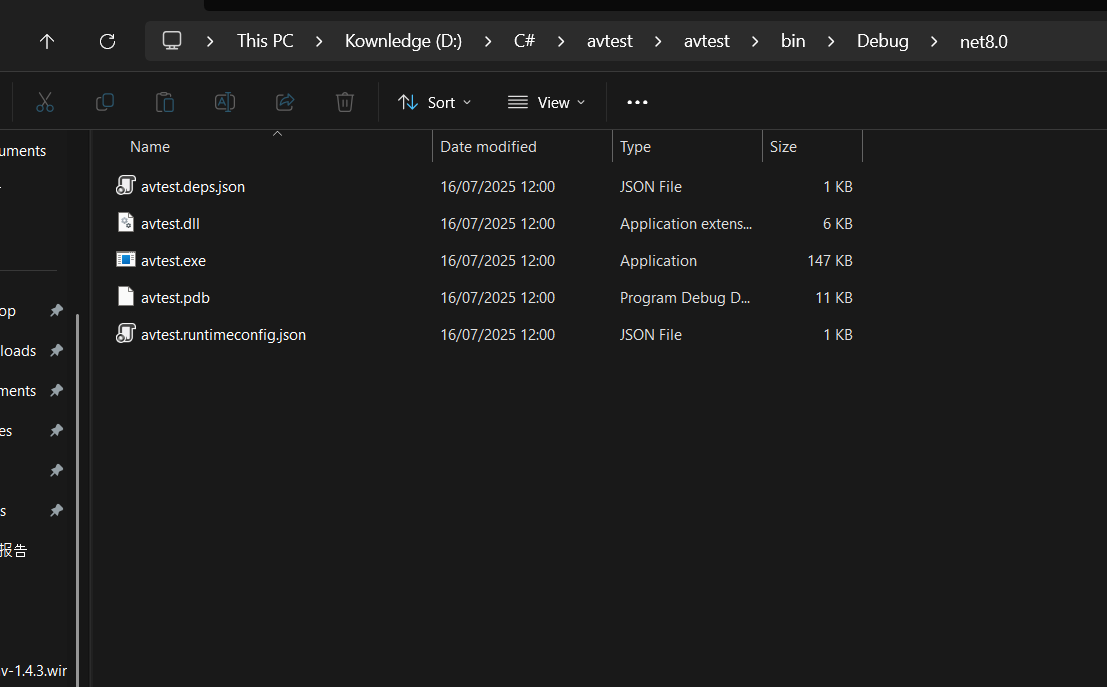 This PC > Kownledge (D:) > C# > avtest > avtest > bin > Debug > net8.0
Sort View •••
Name Date modified Type Size
avtest.deps.json 16/07/2025 12:00 JSON File 1 KB
avtest.dll 16/07/2025 12:00 Application extens... 6 KB
avtest.exe 16/07/2025 12:00 Application 147 KB
avtest.pdb 16/07/2025 12:00 Program Debug D... 11 KB
avtest.runtimeconfig.json 16/07/2025 12:00 JSON File 1 KB
uments
op
loads
ments
es
s
报告
v-1.4.3.wir